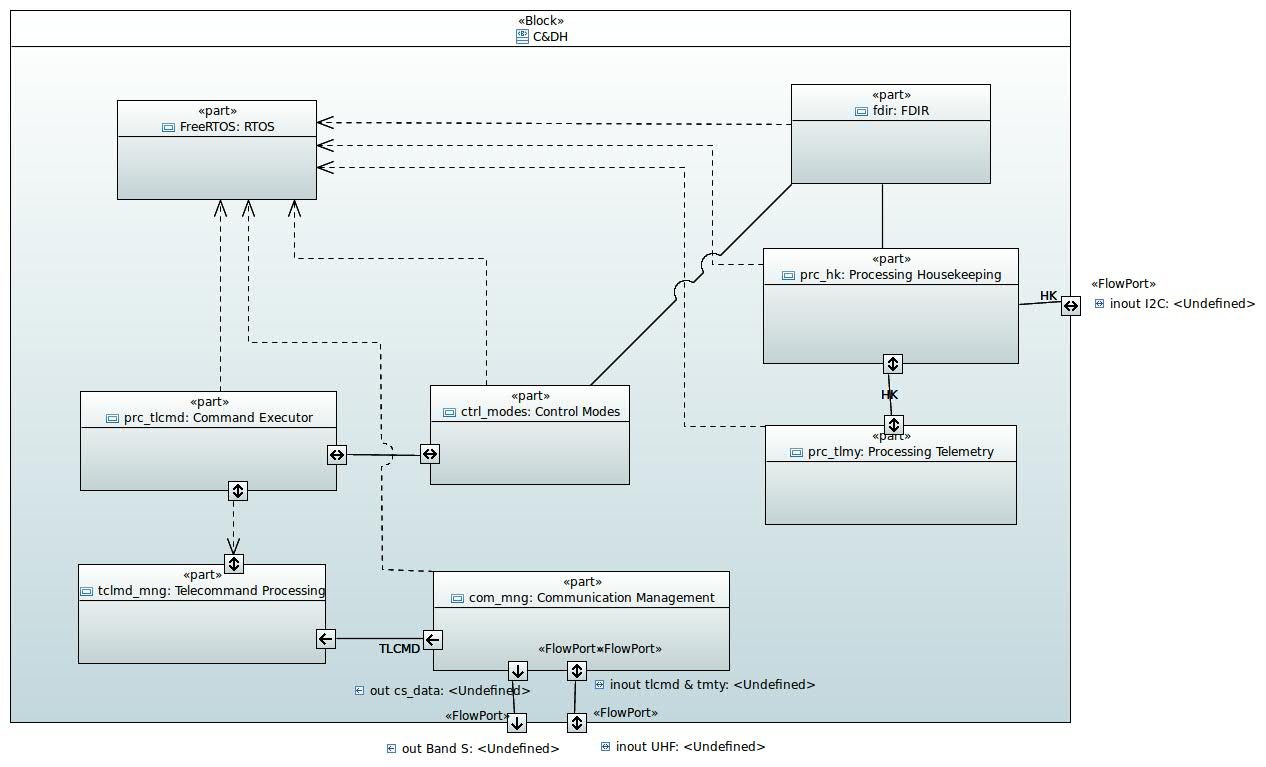 «Block»
C&DH
«part»
fdir: FDIR
«part»
FreeRTOS: RTOS
«part»
prc_hk: Processing Housekeeping
HK
«FlowPort»
inout I2C: <Undefined>
HK
«part»
prc_tlcmd: Command Executor
«part»
ctrl_modes: Control Modes
«part»
prc_tlmy: Processing Telemetry
«part»
tclmd_mng: Telecommand Processing
«part»
com_mng: Communication Management
TLCMD
«FlowPort»
«FlowPort»
out cs_data: <Undefined>
inout tlcmd & tmty: <Undefined>
«FlowPort»
«FlowPort»
out Band S: <Undefined>
inout UHF: <Undefined>